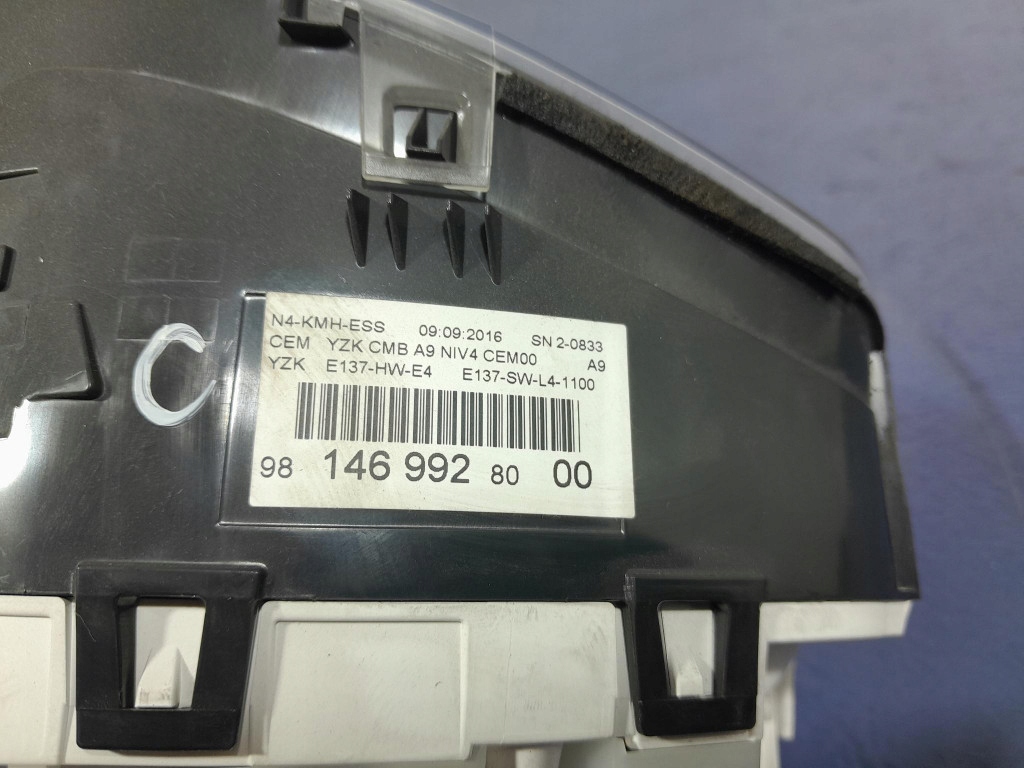 N4-KMH-ESS 09:09:2016 SN 2-0833
CEM YZK CMB A9 NIV4 CEM00 A9
YZK E137-HW-E4 E137-SW-L4-1100
98 146 992 80 00
C